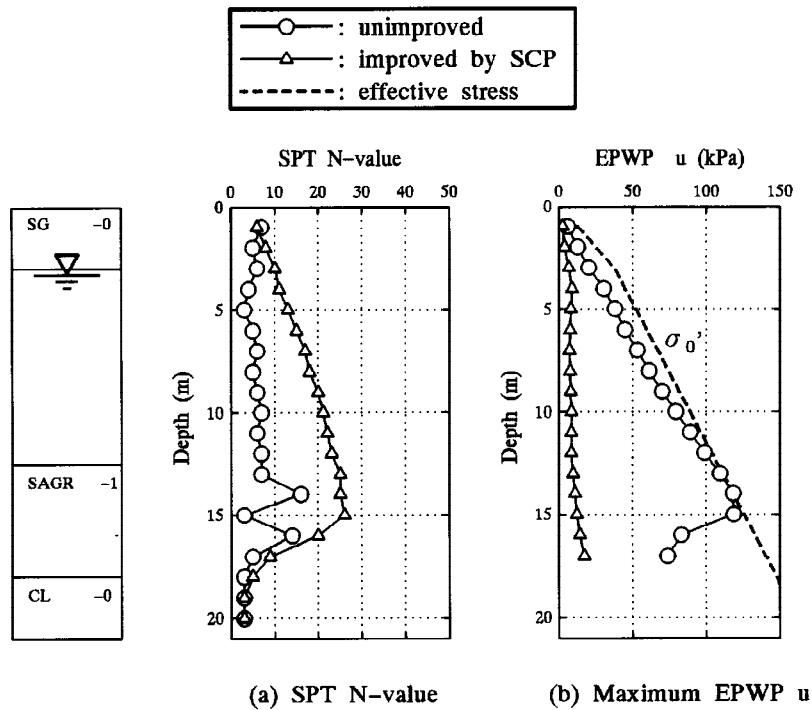 : unimproved
: improved by SCP
: effective stress
SPT N-value
EPWP u (kPa)
0 10 20 30 40 50
0 50 100 150
SG -0
SAGR -1
CL -0
Depth (m)
0
5
10
15
20
Depth (m)
0
5
10
15
20
σ0'
(a) SPT N-value
(b) Maximum EPWP u